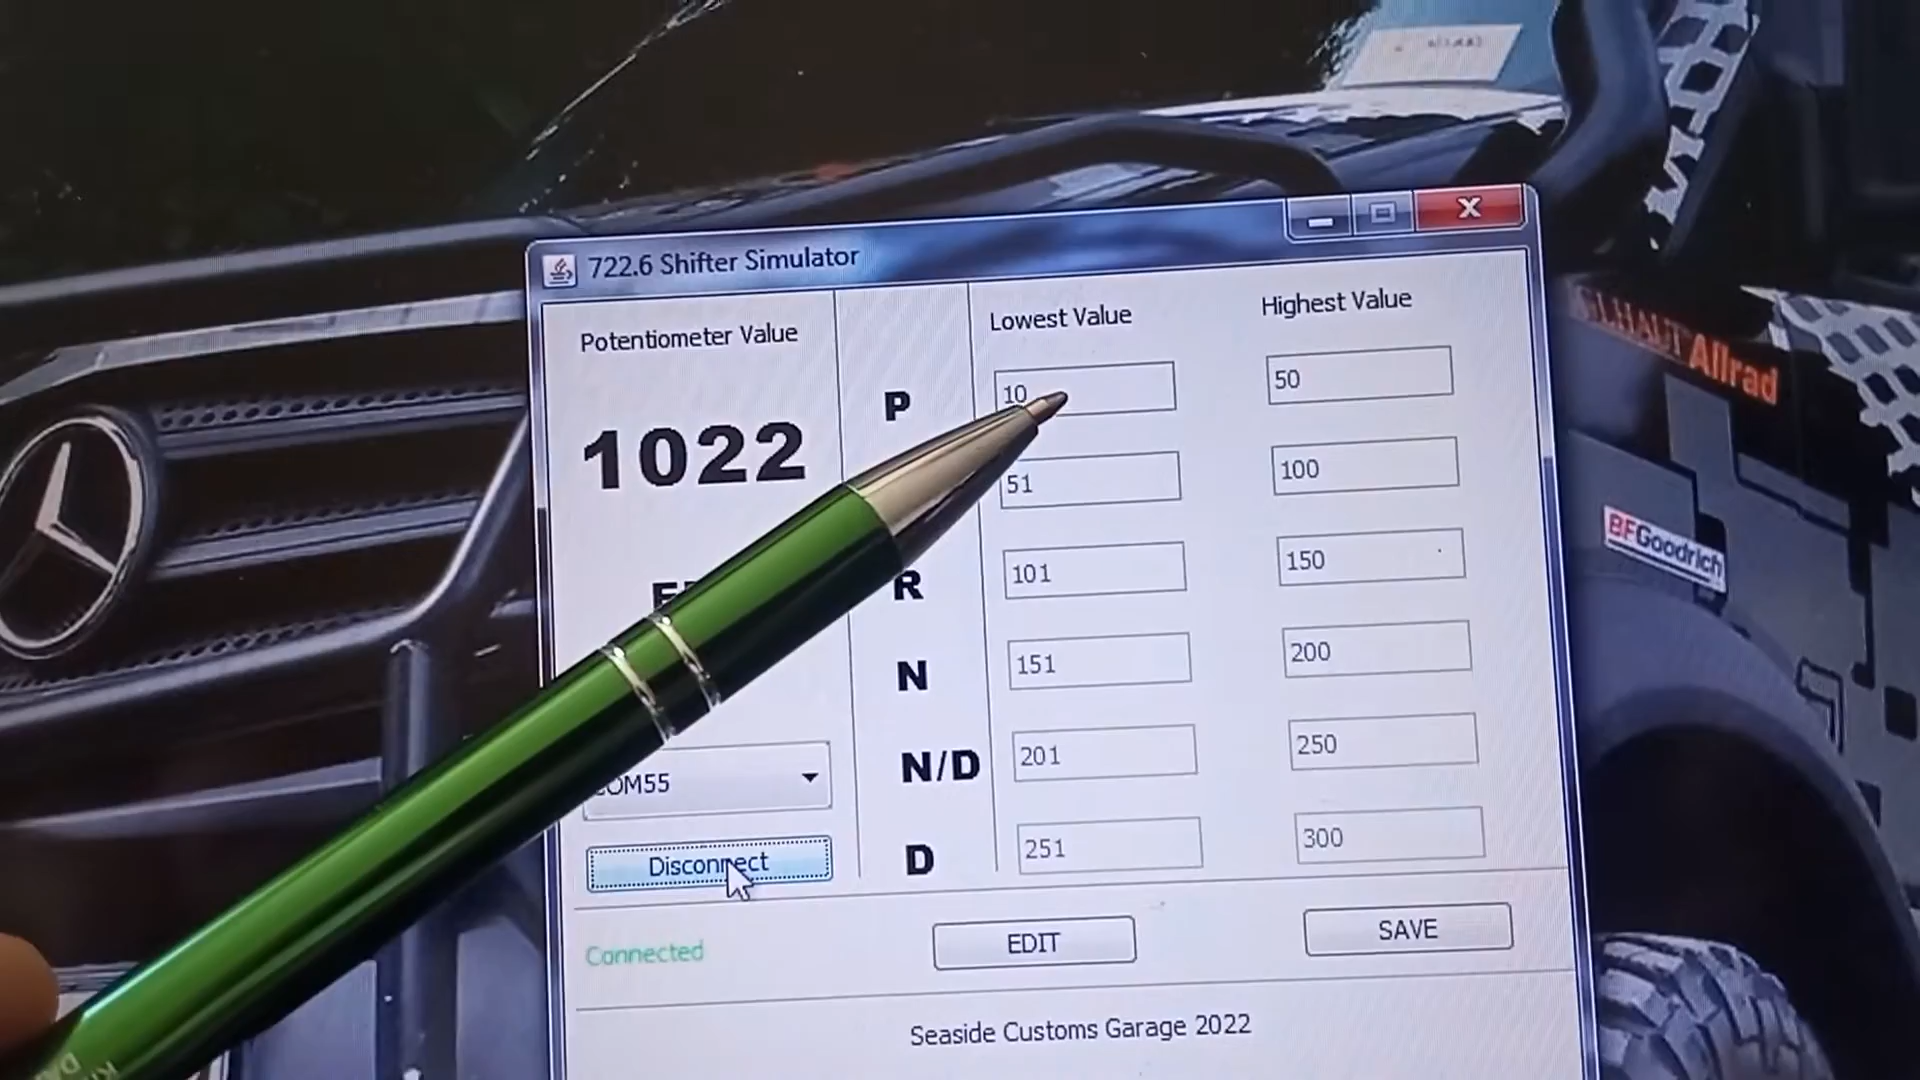 722.6 Shifter Simulator
X
Potentiometer Value
Lowest Value
Highest Value
1022
P
10
50
51
100
R
101
150
N
151
200
COM55
N/D
201
250
Disconnect
D
251
300
Connected
EDIT
SAVE
Seaside Customs Garage 2022
Allrad
BFGoodrich